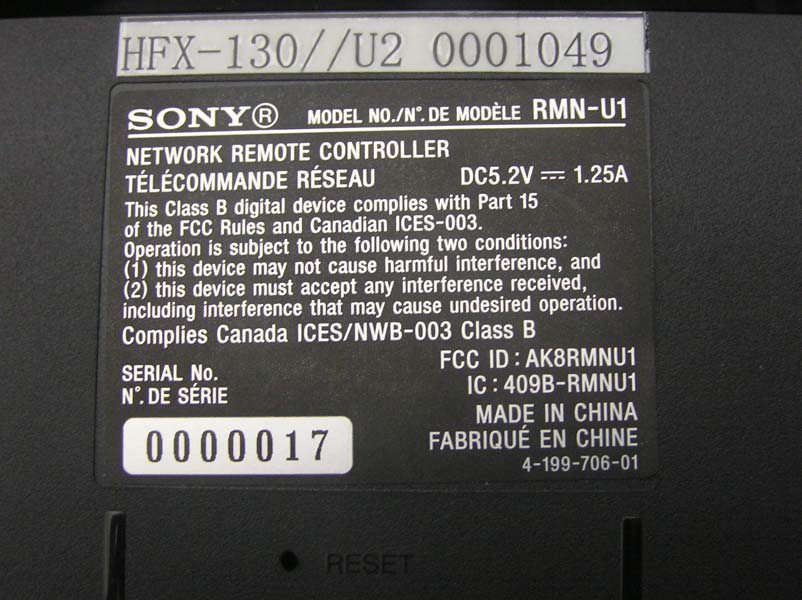 HFX-130//U2 0001049
SONY® MODEL NO./N°. DE MODÈLE RMN-U1
NETWORK REMOTE CONTROLLER
TÉLÉCOMMANDE RÉSEAU DC5.2V ⎓ 1.25A
This Class B digital device complies with Part 15
of the FCC Rules and Canadian ICES-003.
Operation is subject to the following two conditions:
(1) this device may not cause harmful interference, and
(2) this device must accept any interference received,
including interference that may cause undesired operation.
Complies Canada ICES/NWB-003 Class B
FCC ID : AK8RMNU1
IC : 409B-RMNU1
SERIAL No.
N°. DE SÉRIE
0000017
MADE IN CHINA
FABRIQUÉ EN CHINE
4-199-706-01
RESET